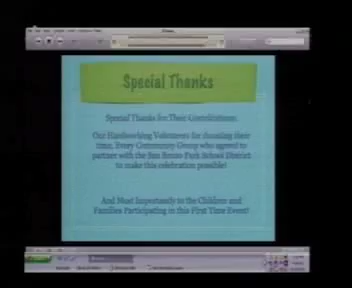 Special Thanks
Special Thanks for Their Contributions:
Our Hardworking Volunteers for donating their
time, Every Community Group who agreed to
partner with the San Bruno Park School District
to make this celebration possible!
And Most Importantly to the Children and
Families Participating in this First Time Event!